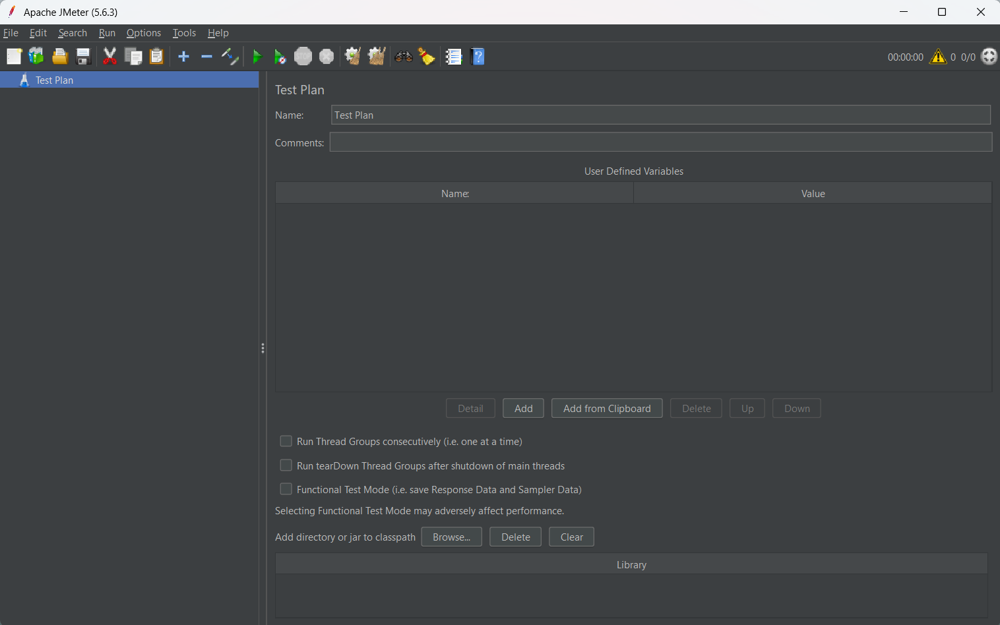 Apache JMeter (5.6.3)
File Edit Search Run Options Tools Help
STOP 00:00:00 0 0/0
Test Plan
Test Plan
Name: Test Plan
Comments:
User Defined Variables
Name: Value
Detail Add Add from Clipboard Delete Up Down
Run Thread Groups consecutively (i.e. one at a time)
Run tearDown Thread Groups after shutdown of main threads
Functional Test Mode (i.e. save Response Data and Sampler Data)
Selecting Functional Test Mode may adversely affect performance.
Add directory or jar to classpath Browse... Delete Clear
Library